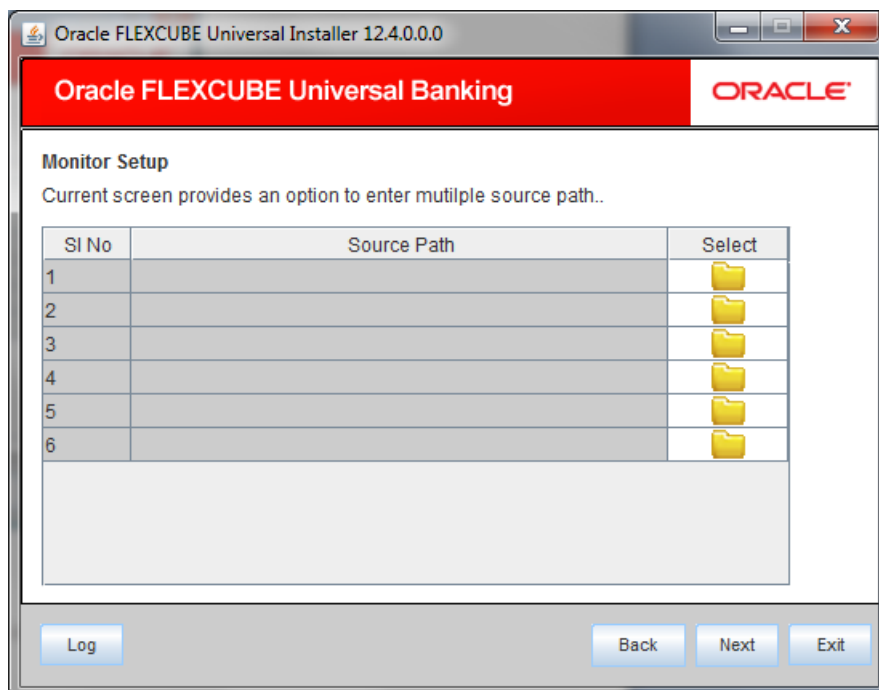 Oracle FLEXCUBE Universal Installer 12.4.0.0.0
Oracle FLEXCUBE Universal Banking
ORACLE®
Monitor Setup
Current screen provides an option to enter mutilple source path..
Sl No Source Path Select
1
2
3
4
5
6
Log Back Next Exit